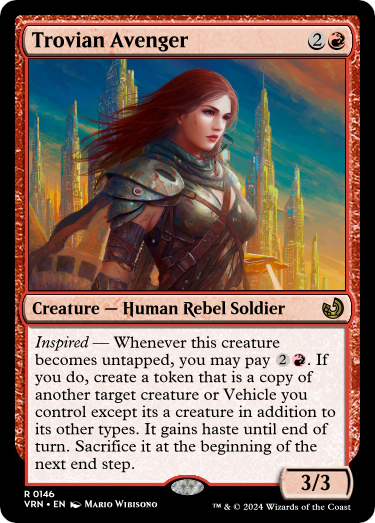 Trovian Avenger 2
Creature — Human Rebel Soldier
Inspired — Whenever this creature
becomes untapped, you may pay 2 . If
you do, create a token that is a copy of
another target creature or Vehicle you
control except its a creature in addition to
its other types. It gains haste until end of
turn. Sacrifice it at the beginning of the
next end step.
3/3
R 0146
VRN • EN Mario Wibisono ™ & © 2024 Wizards of the Coast